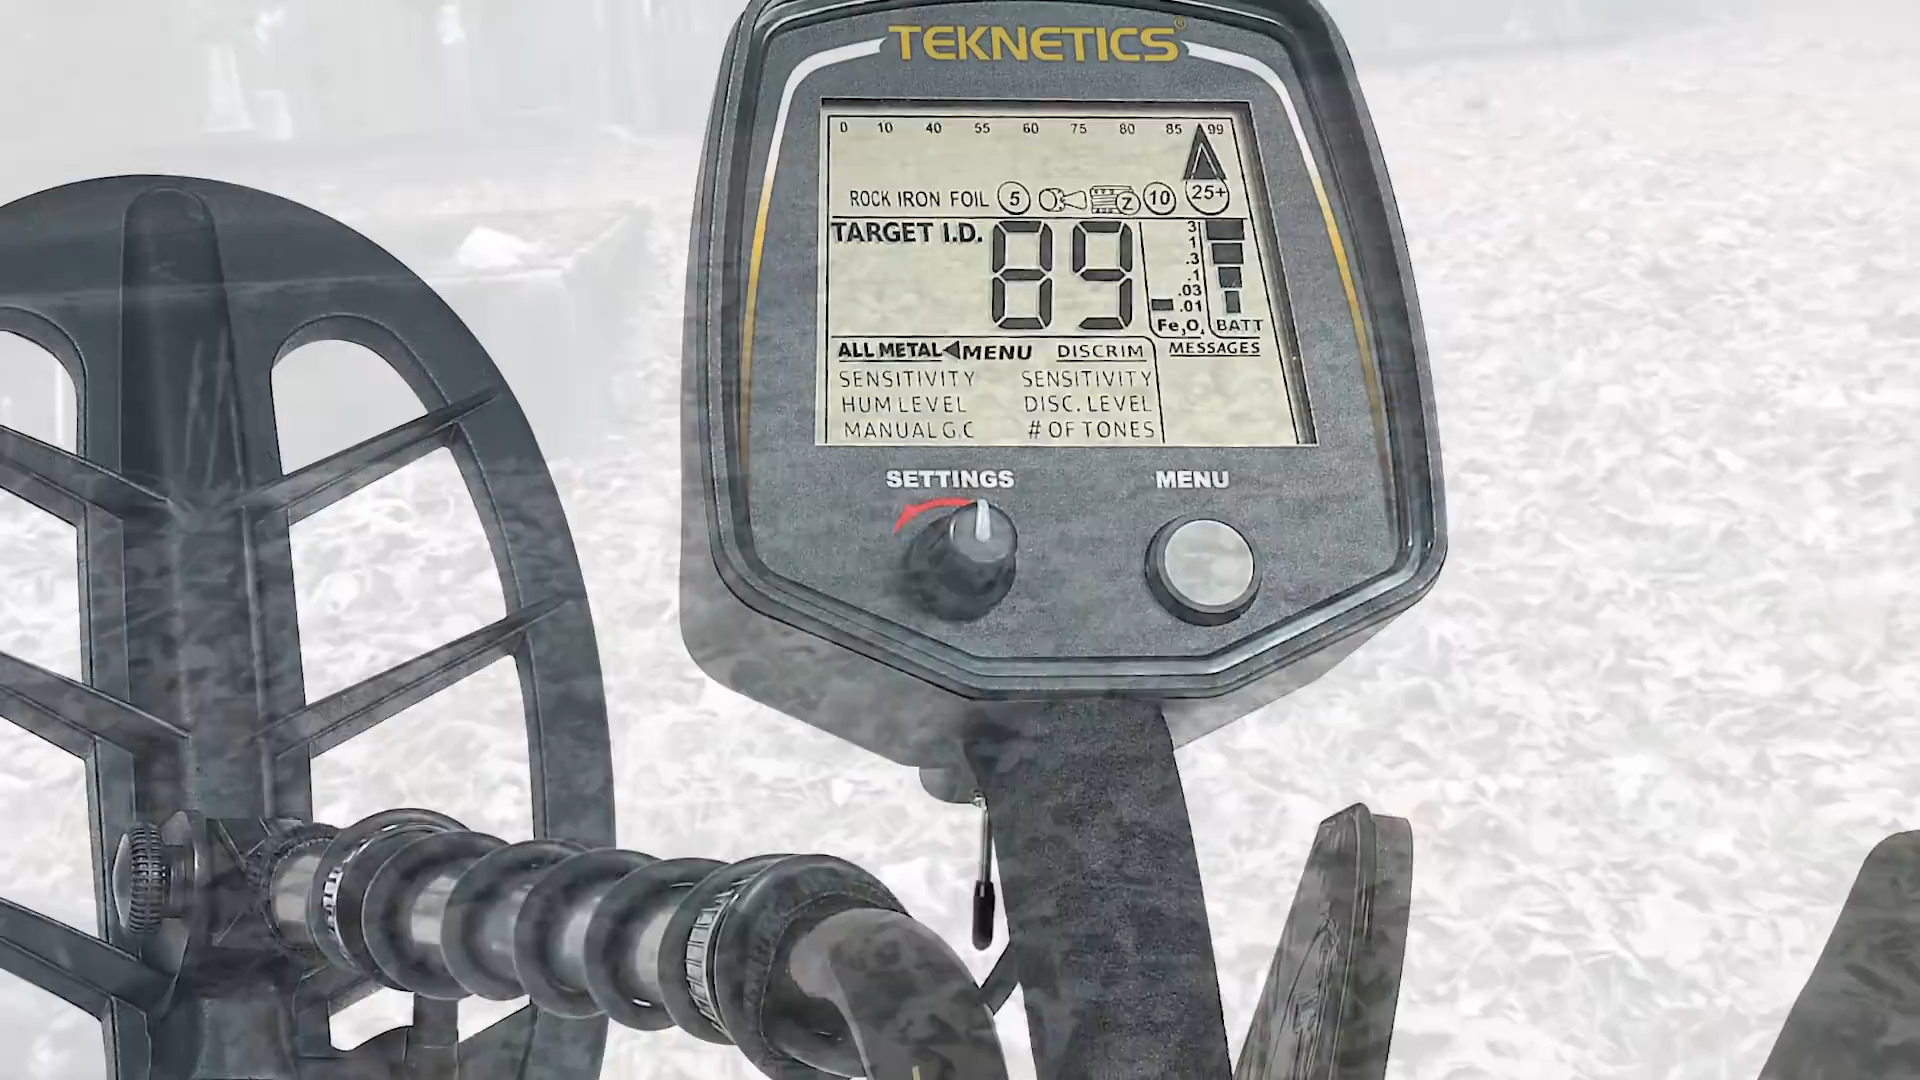 TEKNETICS®
0 10 40 55 60 75 80 85 99
ROCK IRON FOIL 5 Z 10 25+
TARGET I.D. 89
3
1
.3
.1
.03
.01
Fe3O4 BATT
ALL METAL MENU DISCRIM MESSAGES
SENSITIVITY SENSITIVITY
HUM LEVEL DISC. LEVEL
MANUAL G.C # OF TONES
SETTINGS MENU